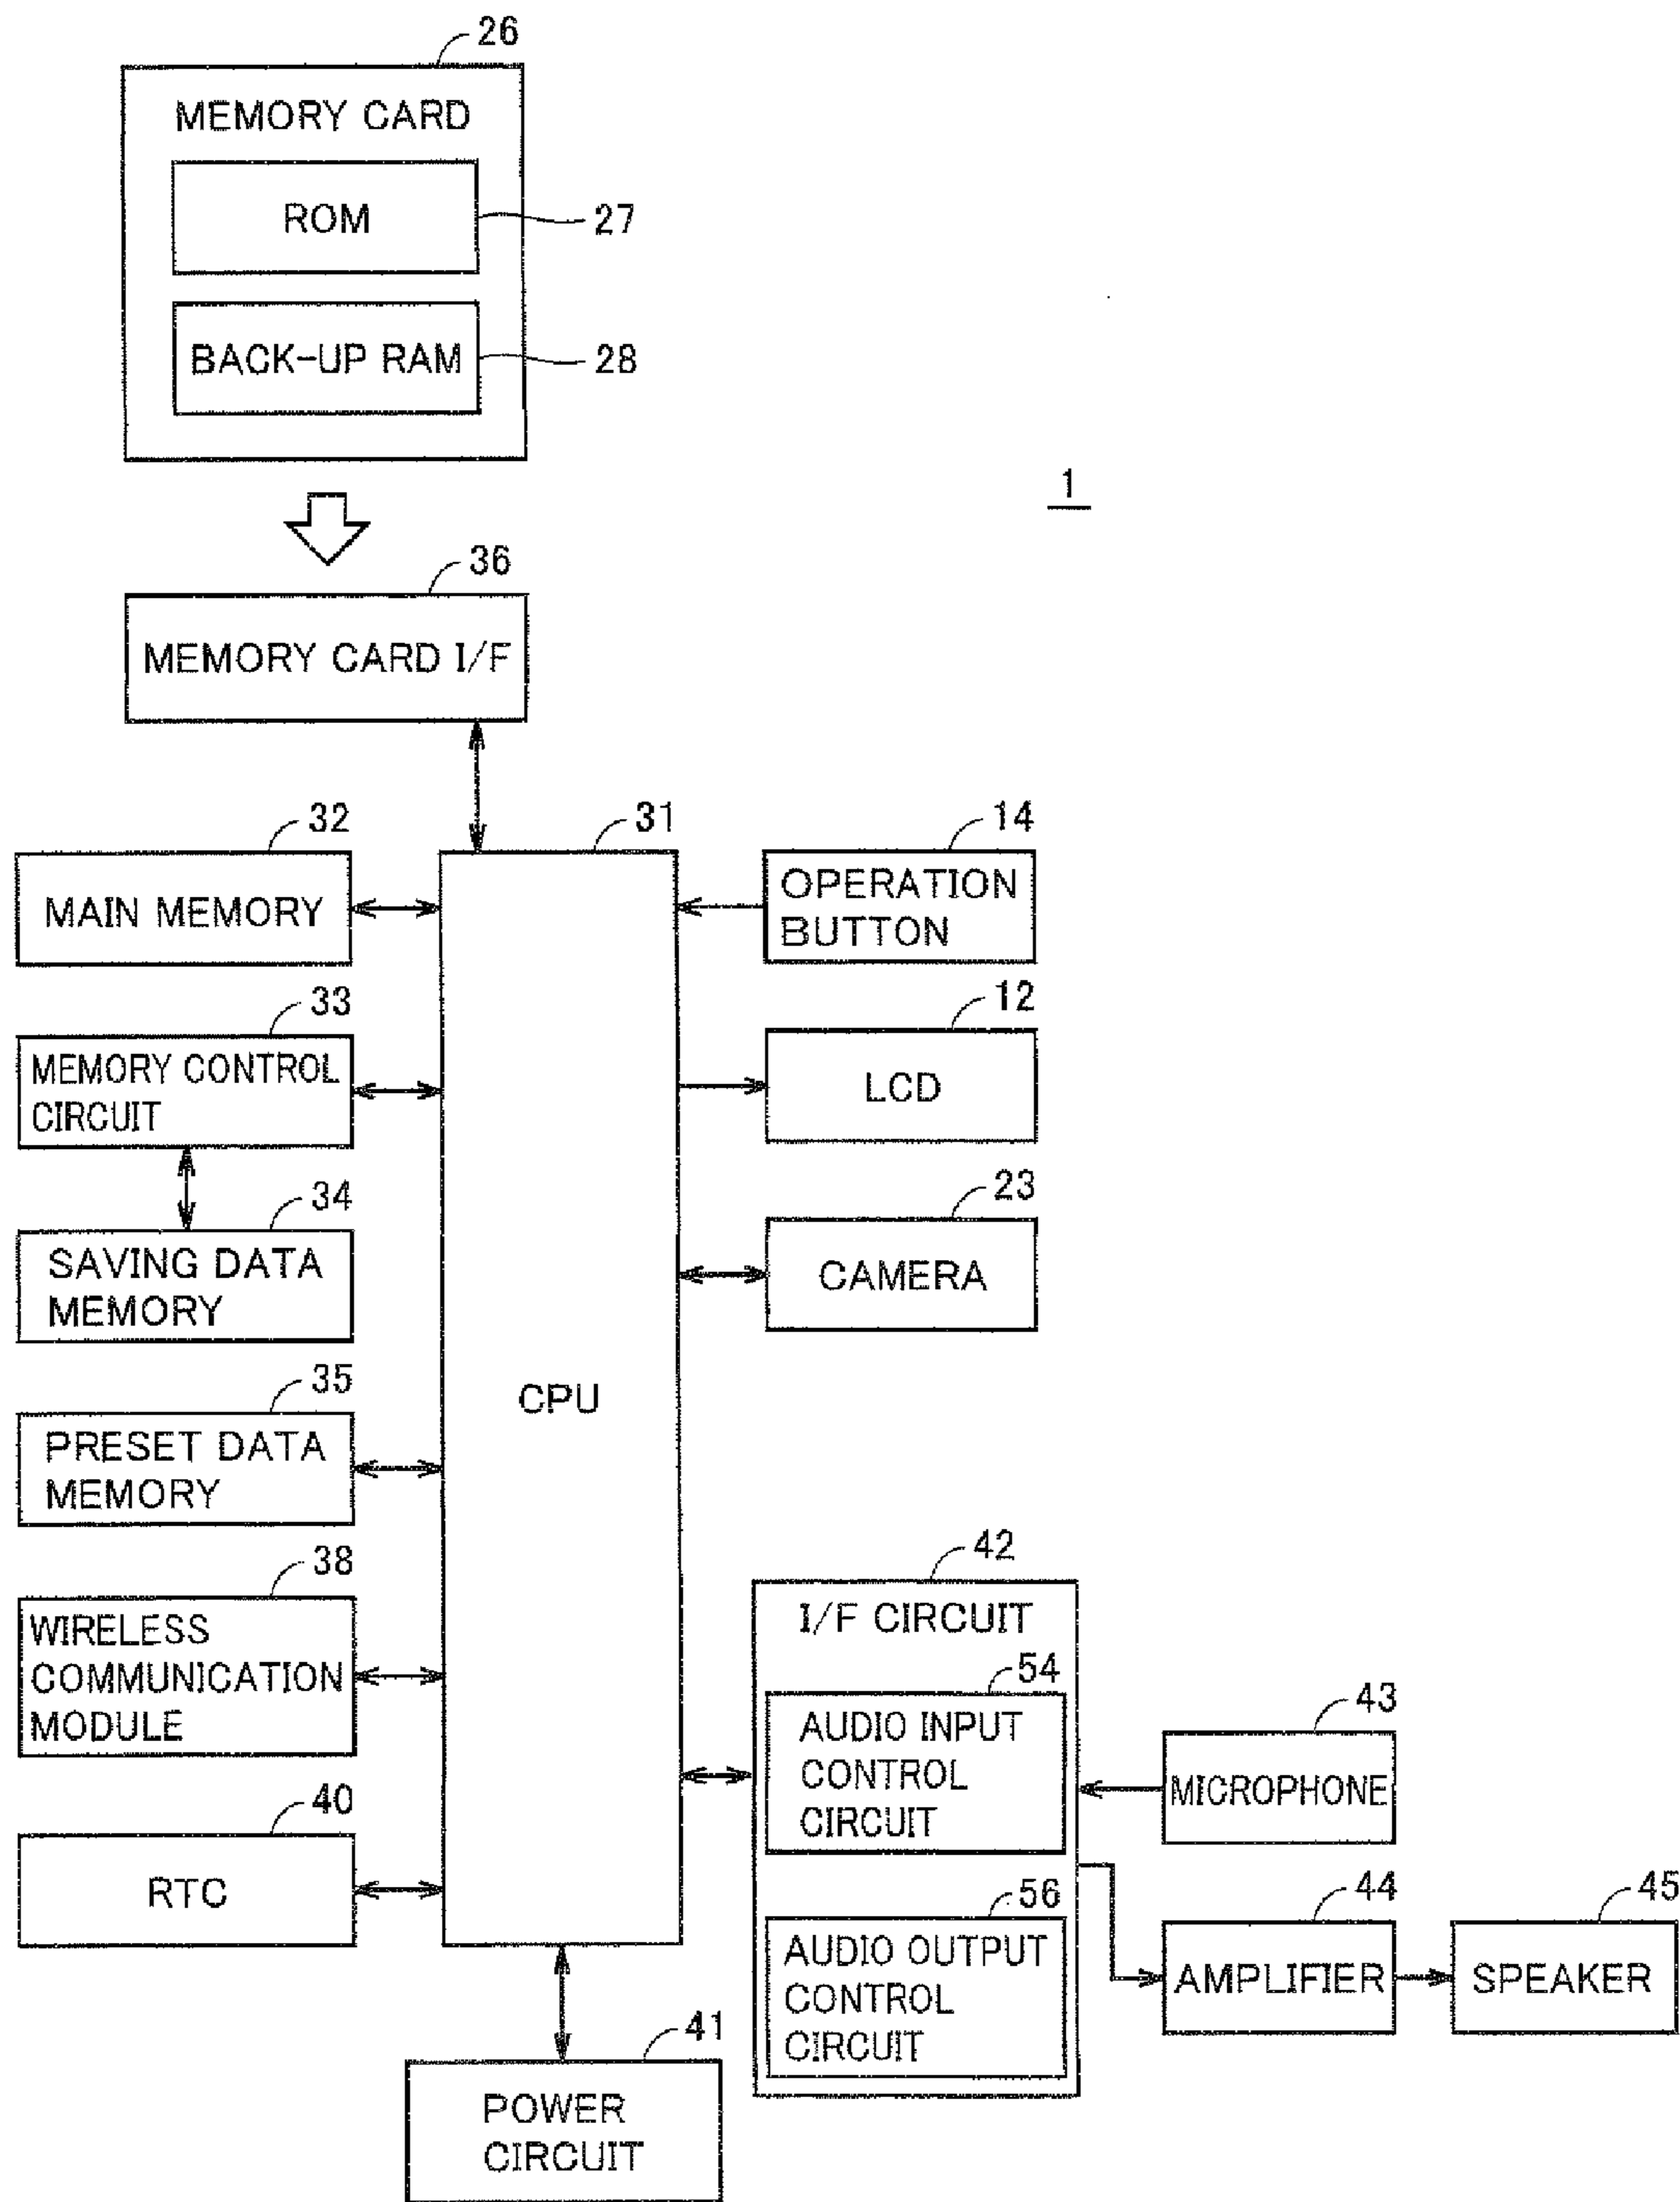 26
MEMORY CARD
ROM
27
BACK-UP RAM
28
1
36
MEMORY CARD I/F
32
MAIN MEMORY
31
CPU
14
OPERATION
BUTTON
33
MEMORY CONTROL
CIRCUIT
12
LCD
34
SAVING DATA
MEMORY
23
CAMERA
35
PRESET DATA
MEMORY
38
WIRELESS
COMMUNICATION
MODULE
42
I/F CIRCUIT
54
AUDIO INPUT
CONTROL
CIRCUIT
43
MICROPHONE
40
RTC
56
AUDIO OUTPUT
CONTROL
CIRCUIT
44
AMPLIFIER
45
SPEAKER
41
POWER
CIRCUIT